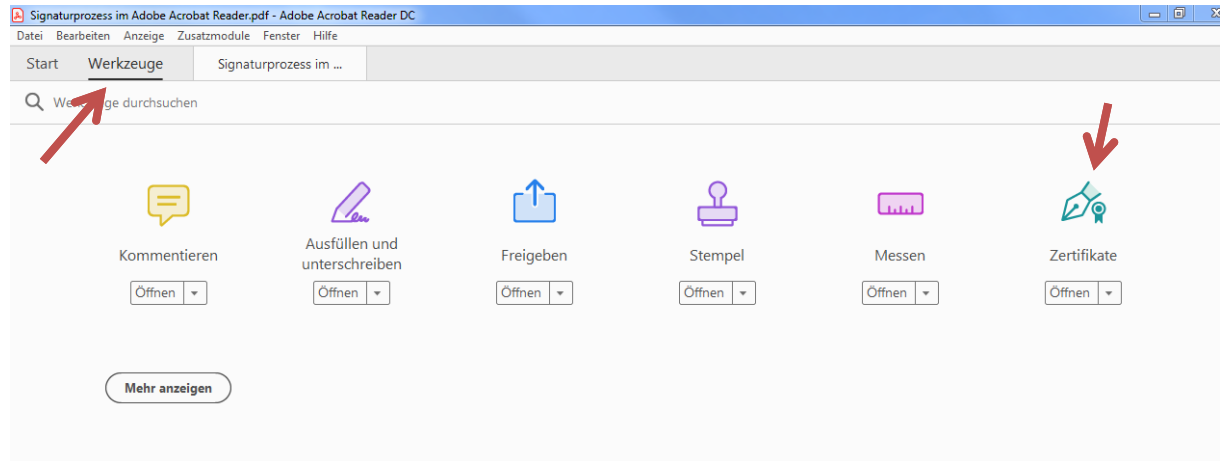 Signaturprozess im Adobe Acrobat Reader.pdf - Adobe Acrobat Reader DC
Datei Bearbeiten Anzeige Zusatzmodule Fenster Hilfe
Start Werkzeuge Signaturprozess im ...
durchsuchen
Kommentieren
Ausfüllen und
unterschreiben
Freigeben
Stempel
Messen
Zertifikate
Öffnen Öffnen Öffnen Öffnen Öffnen Öffnen
Mehr anzeigen